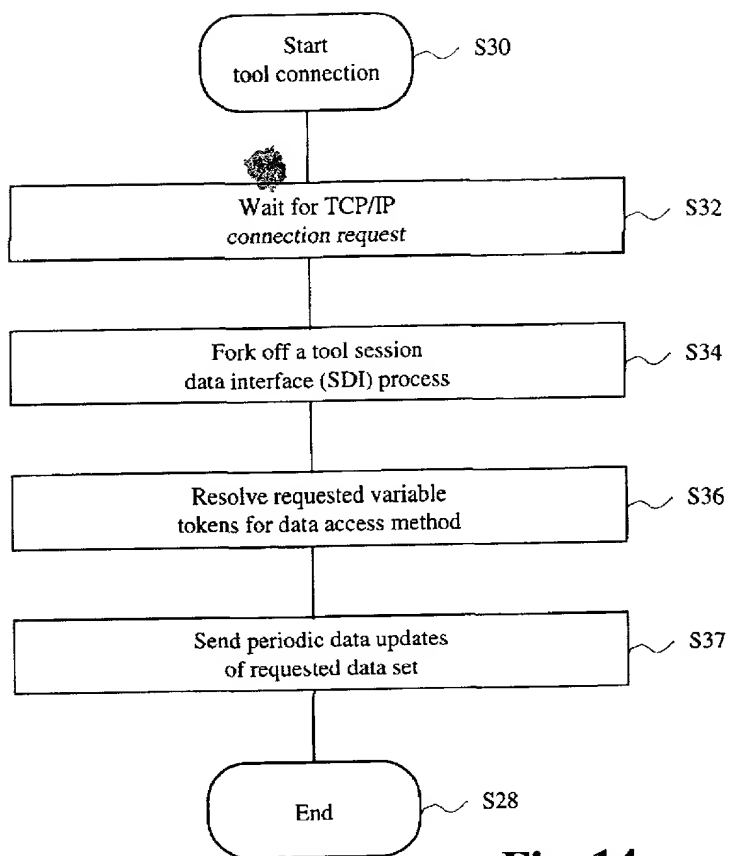 Start
tool connection
S30
Wait for TCP/IP
connection request
S32
Fork off a tool session
data interface (SDI) process
S34
Resolve requested variable
tokens for data access method
S36
Send periodic data updates
of requested data set
S37
End
S28